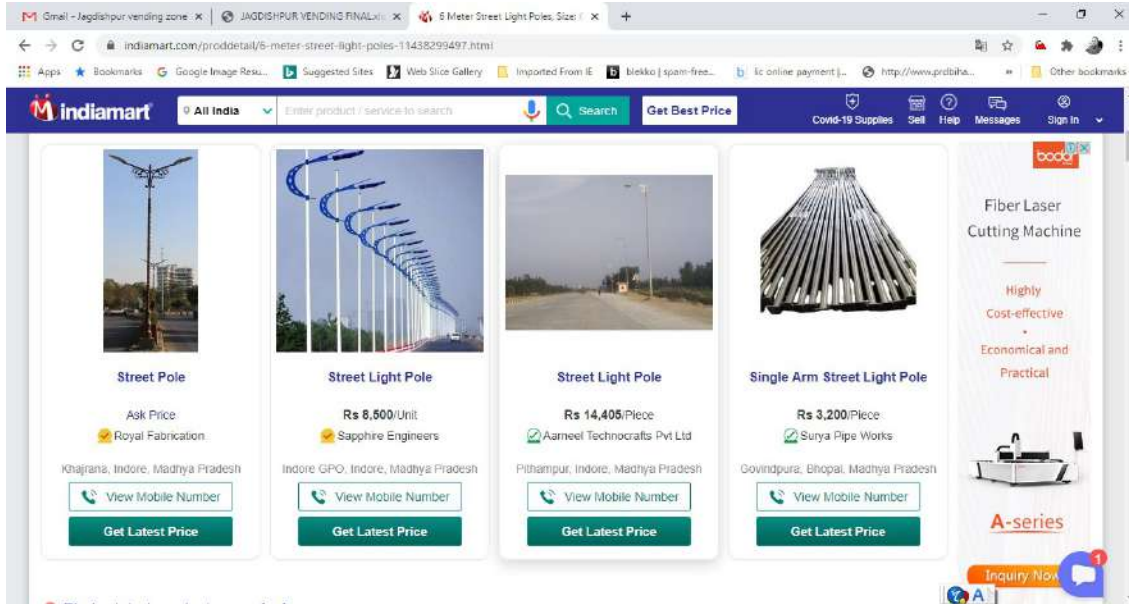 Gmail - Jagdishpur vending zone
JAGDISHPUR VENDING FINAL.xl
6 Meter Street Light Poles, Size:
indiamart.com/proddetail/6-meter-street-light-poles-11438299497.html
Apps
Bookmarks
Google Image Resu...
Suggested Sites
Web Slice Gallery
Imported From IE
blekko | spam-free...
lic online payment |...
http://www.prdbiha...
Other bookmarks
indiamart
All India
Enter product / service to search
Search
Get Best Price
Covid-19 Supplies
Sell
Help
Messages
Sign In
Street Pole
Ask Price
Royal Fabrication
Khajrana, Indore, Madhya Pradesh
View Mobile Number
Get Latest Price
Street Light Pole
Rs 8,500/Unit
Sapphire Engineers
Indore GPO, Indore, Madhya Pradesh
View Mobile Number
Get Latest Price
Street Light Pole
Rs 14,405/Piece
Aarneel Technocrafts Pvt Ltd
Pithampur, Indore, Madhya Pradesh
View Mobile Number
Get Latest Price
Single Arm Street Light Pole
Rs 3,200/Piece
Surya Pipe Works
Govindpura, Bhopal, Madhya Pradesh
View Mobile Number
Get Latest Price
bodor
Fiber Laser
Cutting Machine
Highly
Cost-effective
Economical and
Practical
A-series
Inquiry Now
1